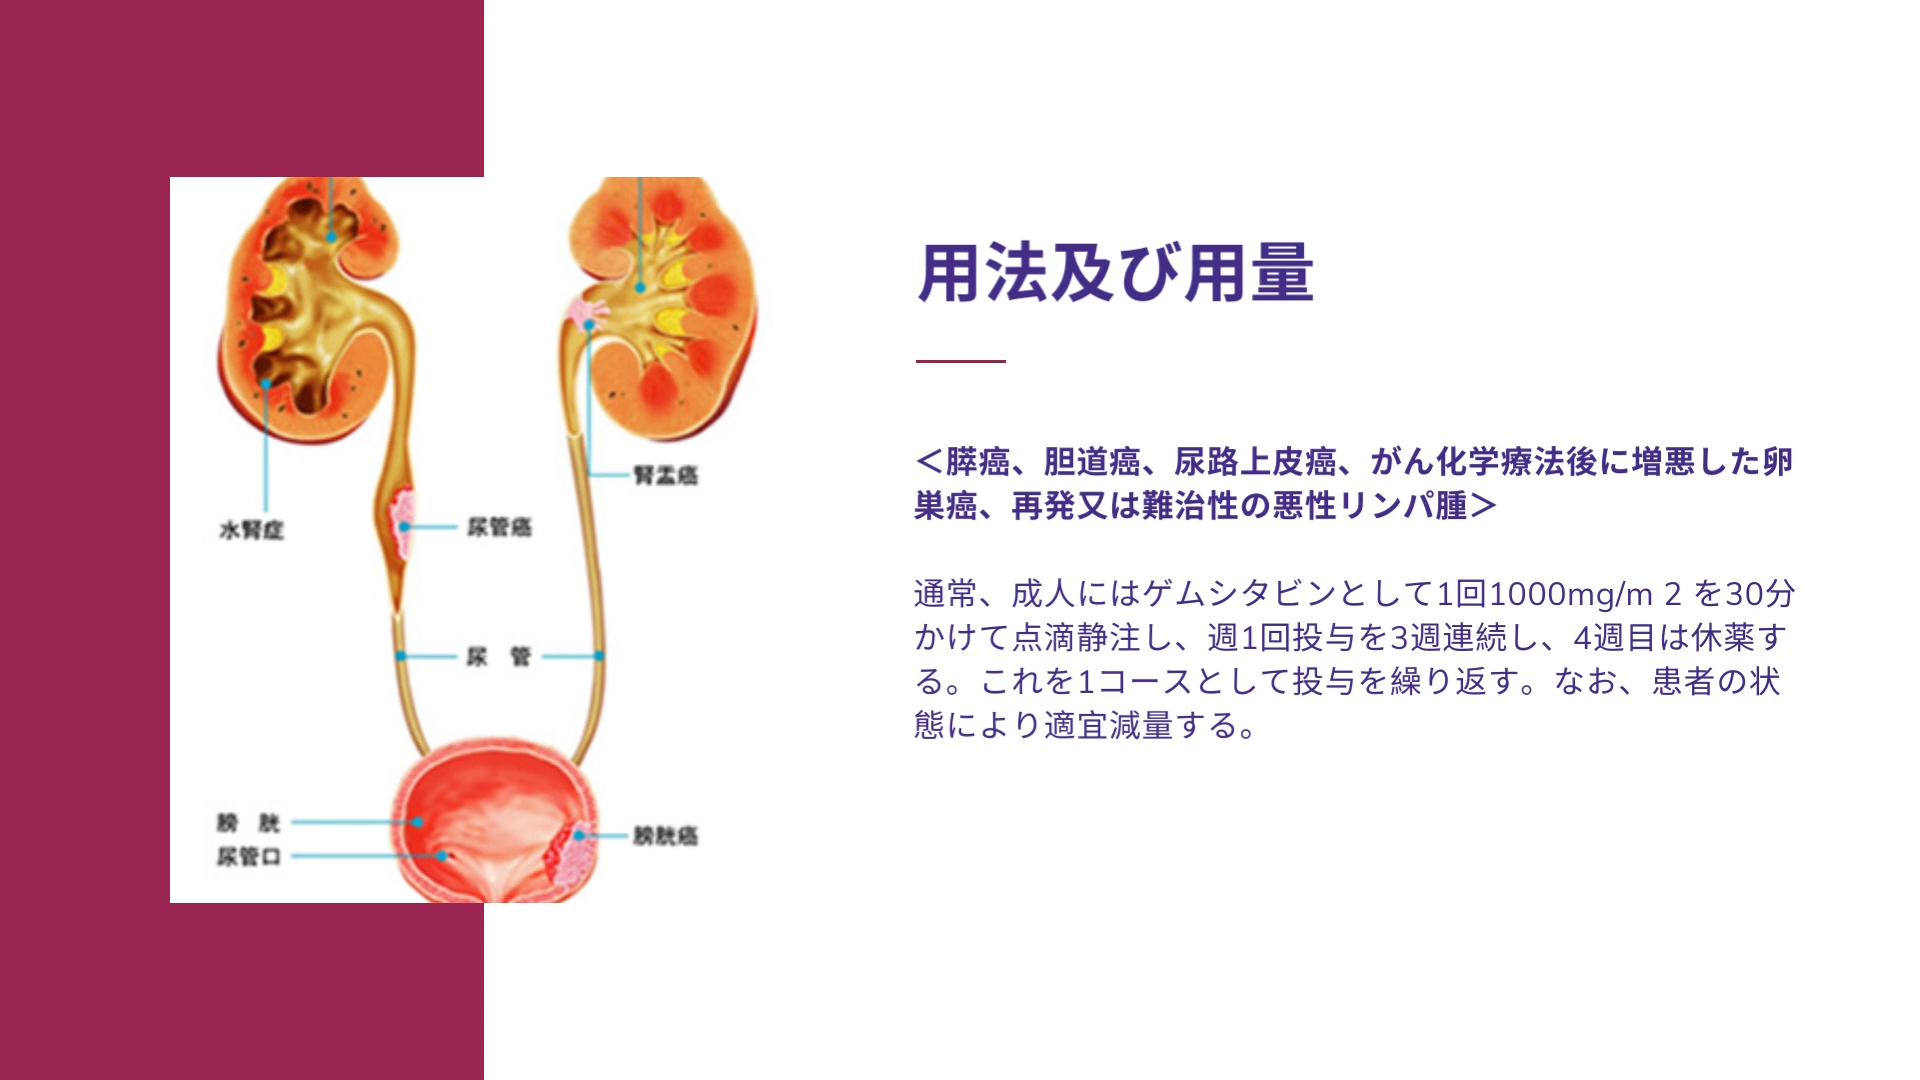 用法及び用量
＜膵癌、胆道癌、尿路上皮癌、がん化学療法後に増悪した卵
巣癌、再発又は難治性の悪性リンパ腫＞
通常、成人にはゲムシタビンとして1回1000mg/m 2 を30分
かけて点滴静注し、週1回投与を3週連続し、4週目は休薬す
る。これを1コースとして投与を繰り返す。なお、患者の状
態により適宜減量する。
腎盂癌
水腎症
尿管癌
尿　管
膀　胱
膀胱癌
尿管口